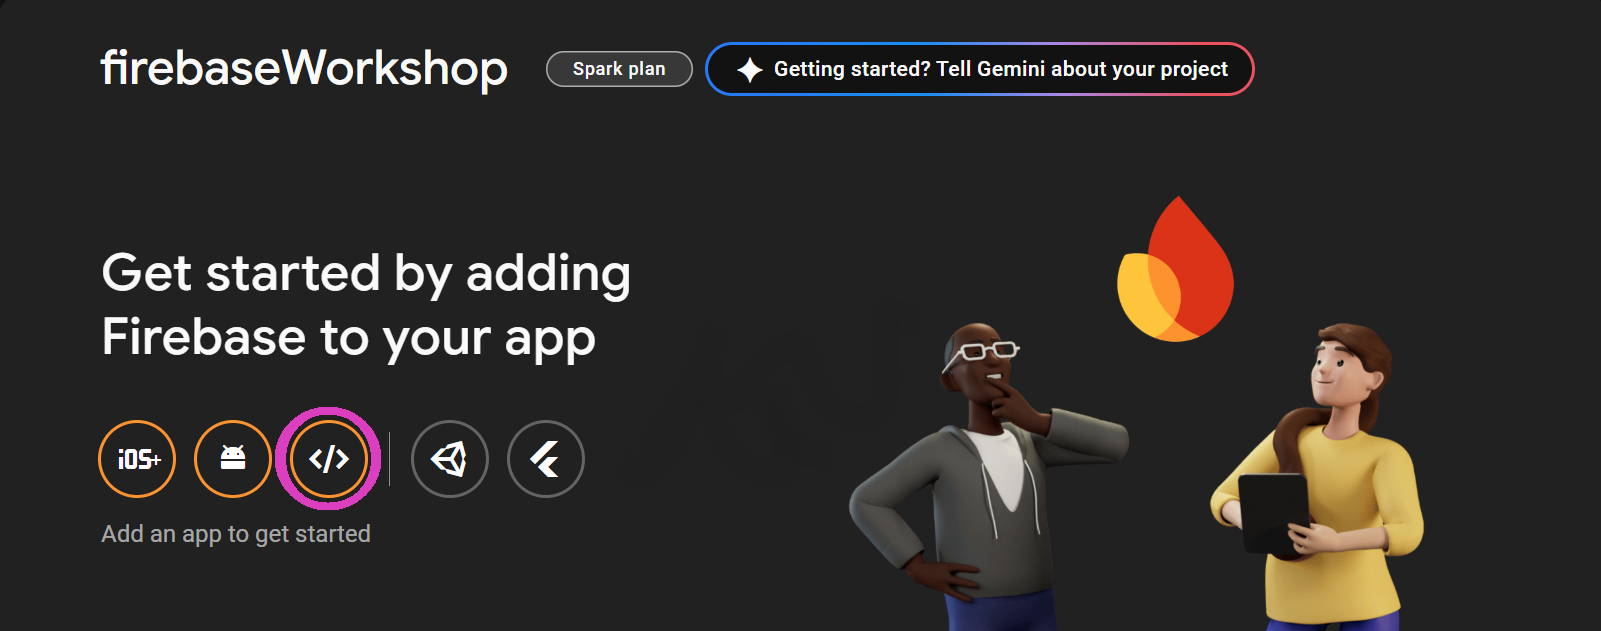 firebaseWorkshop
Spark plan
Getting started? Tell Gemini about your project
Get started by adding
Firebase to your app
iOS+
</>
Add an app to get started